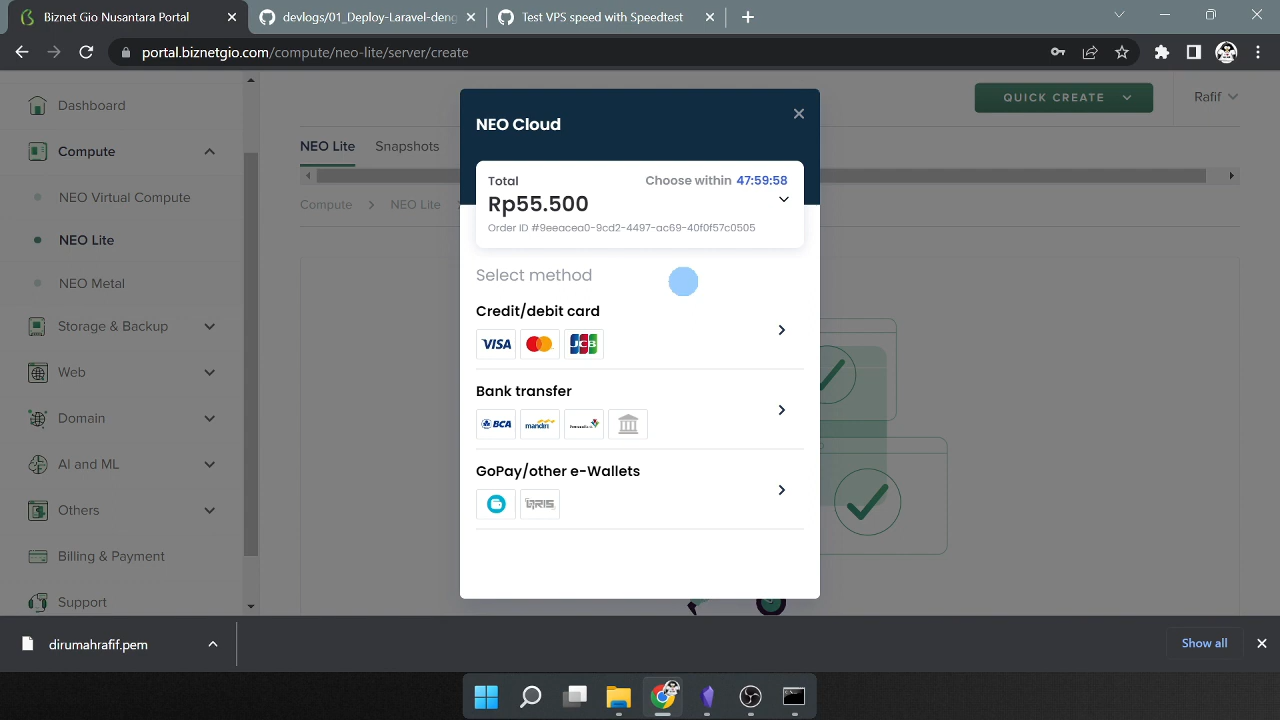 Biznet Gio Nusantara Portal
devlogs/01_Deploy-Laravel-deng
Test VPS speed with Speedtest
portal.biznetgio.com/compute/neo-lite/server/create
Dashboard
Compute
NEO Virtual Compute
NEO Lite
NEO Metal
Storage & Backup
Web
Domain
AI and ML
Others
Billing & Payment
Support
QUICK CREATE
Rafif
NEO Lite
Snapshots
Compute
NEO Lite
NEO Cloud
Total
Choose within 47:59:58
Rp55.500
Order ID #9eeacea0-9cd2-4497-ac69-40f0f57c0505
Select method
Credit/debit card
VISA
JCB
Bank transfer
BCA
mandiri
GoPay/other e-Wallets
QRIS
dirumahrafif.pem
Show all